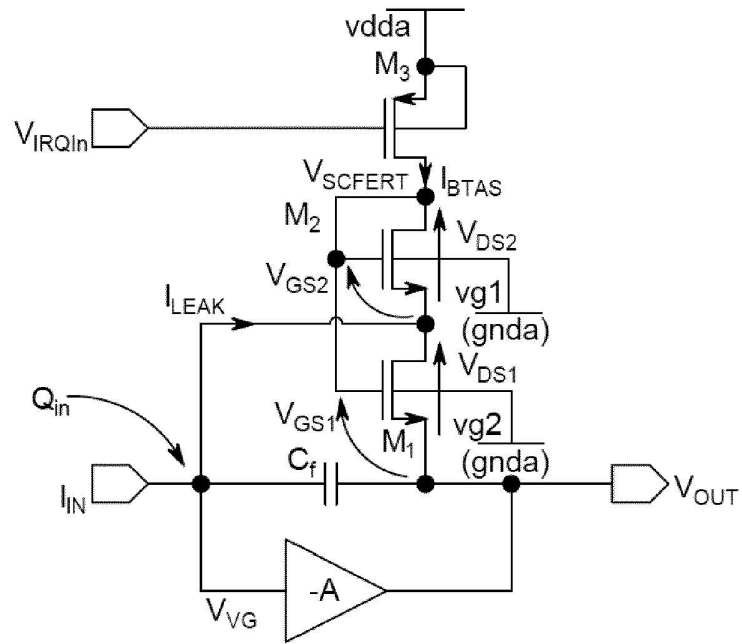 vdda
M3
VIRQIn
VSCFERT
IBTAS
M2
VDS2
VGS2
vg1
(gnda)
ILEAK
VDS1
Qin
VGS1
M1
vg2
(gnda)
Cf
IIN
VOUT
-A
VVG